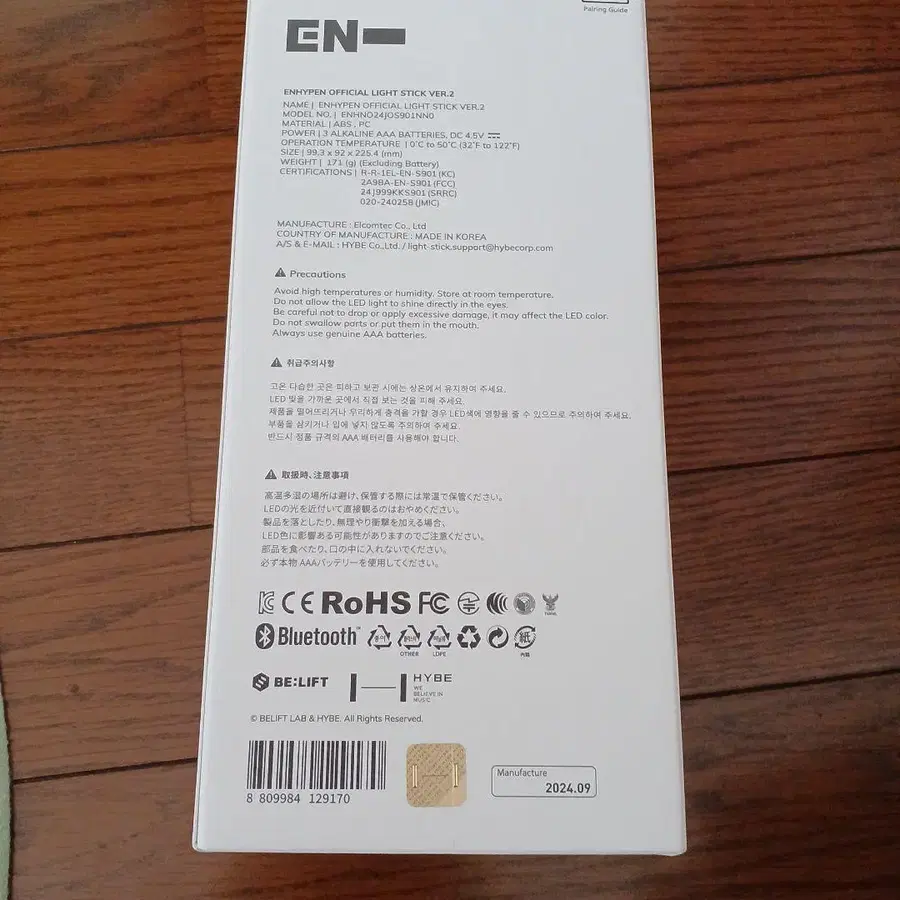 Pairing Guide
EN-
ENHYPEN OFFICIAL LIGHT STICK VER.2
NAME | ENHYPEN OFFICIAL LIGHT STICK VER.2
MODEL NO. | ENHNO24JOS901NN0
MATERIAL | ABS , PC
POWER | 3 ALKALINE AAA BATTERIES, DC 4.5V
OPERATION TEMPERATURE | 0°C to 50°C (32°F to 122°F)
SIZE | 99.3 x 92 x 225.4 (mm)
WEIGHT | 171 (g) (Excluding Battery)
CERTIFICATIONS | R-R-1EL-EN-S901 (KC)
2A9BA-EN-S901 (FCC)
24J999KKS901 (SRRC)
020-240258 (JMIC)
MANUFACTURE : Elcomtec Co., Ltd
COUNTRY OF MANUFACTURE : MADE IN KOREA
A/S & E-MAIL : HYBE Co.,Ltd. / light-stick.support@hybecorp.com
⚠ Precautions
Avoid high temperatures or humidity. Store at room temperature.
Do not allow the LED light to shine directly in the eyes.
Be careful not to drop or apply excessive damage, it may affect the LED color.
Do not swallow parts or put them in the mouth.
Always use genuine AAA batteries.
⚠ 취급주의사항
고온 다습한 곳은 피하고 보관 시에는 상온에서 유지하여 주세요.
LED 빛을 가까운 곳에서 직접 보는 것을 피해 주세요.
제품을 떨어뜨리거나 무리하게 충격을 가할 경우 LED색에 영향을 줄 수 있으므로 주의하여 주세요.
부품을 삼키거나 입에 넣지 않도록 주의하여 주세요.
반드시 정품 규격의 AAA 배터리를 사용해야 합니다.
⚠ 取扱時、注意事項
高温多湿の場所は避け、保管する際には常温で保管ください。
LEDの光を近付いて直接観るのはおやめください。
製品を落としたり、無理やり衝撃を加える場合、
LED色に影響ある可能性がありますのでご注意ください。
部品を食べたり、口の中に入れないでください。
必ず本物 AAAバッテリーを使用してください。
CE RoHS FC
Bluetooth™ 종이 OTHER LDPE 紙
BE:LIFT HYBE
WE
BELIEVE IN
MUSIC
© BELIFT LAB & HYBE. All Rights Reserved.
8 809984 129170
Manufacture
2024.09